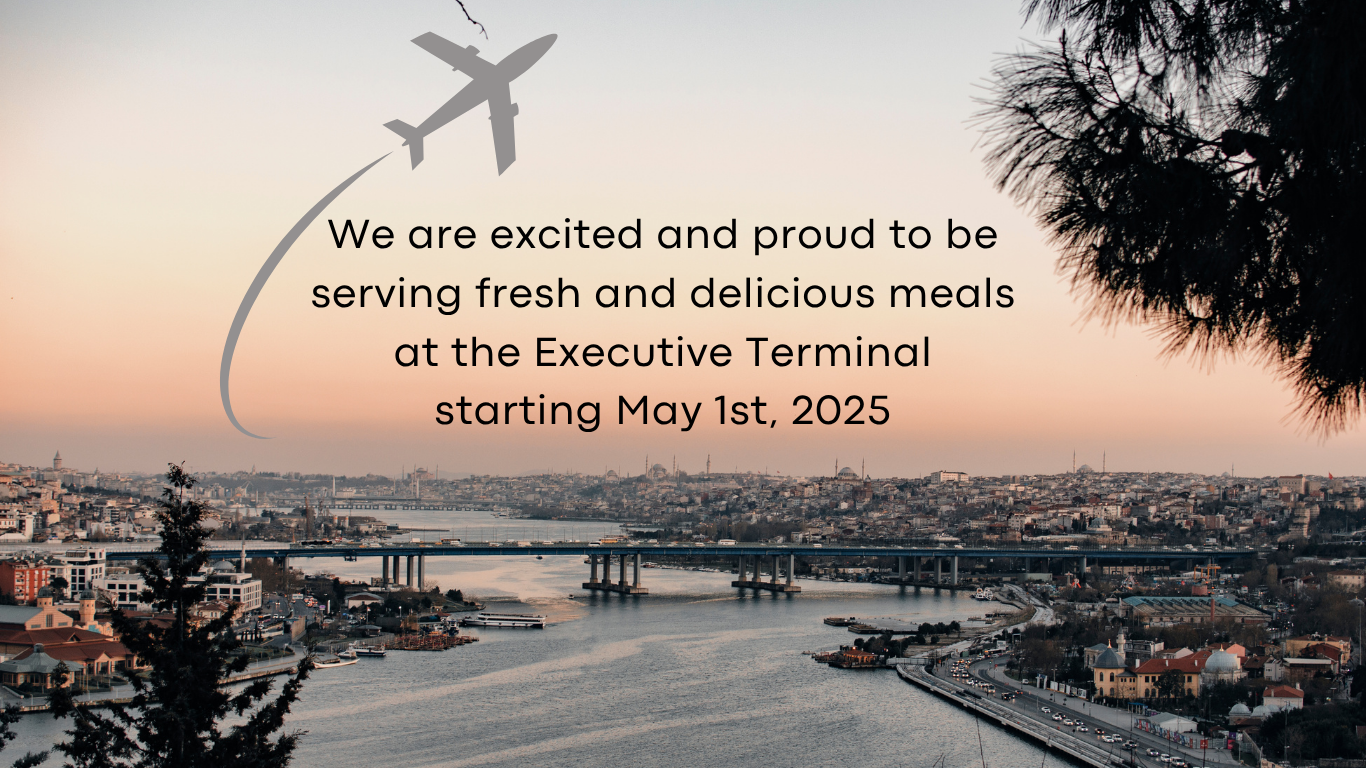 We are excited and proud to be
serving fresh and delicious meals
at the Executive Terminal
starting May 1st, 2025